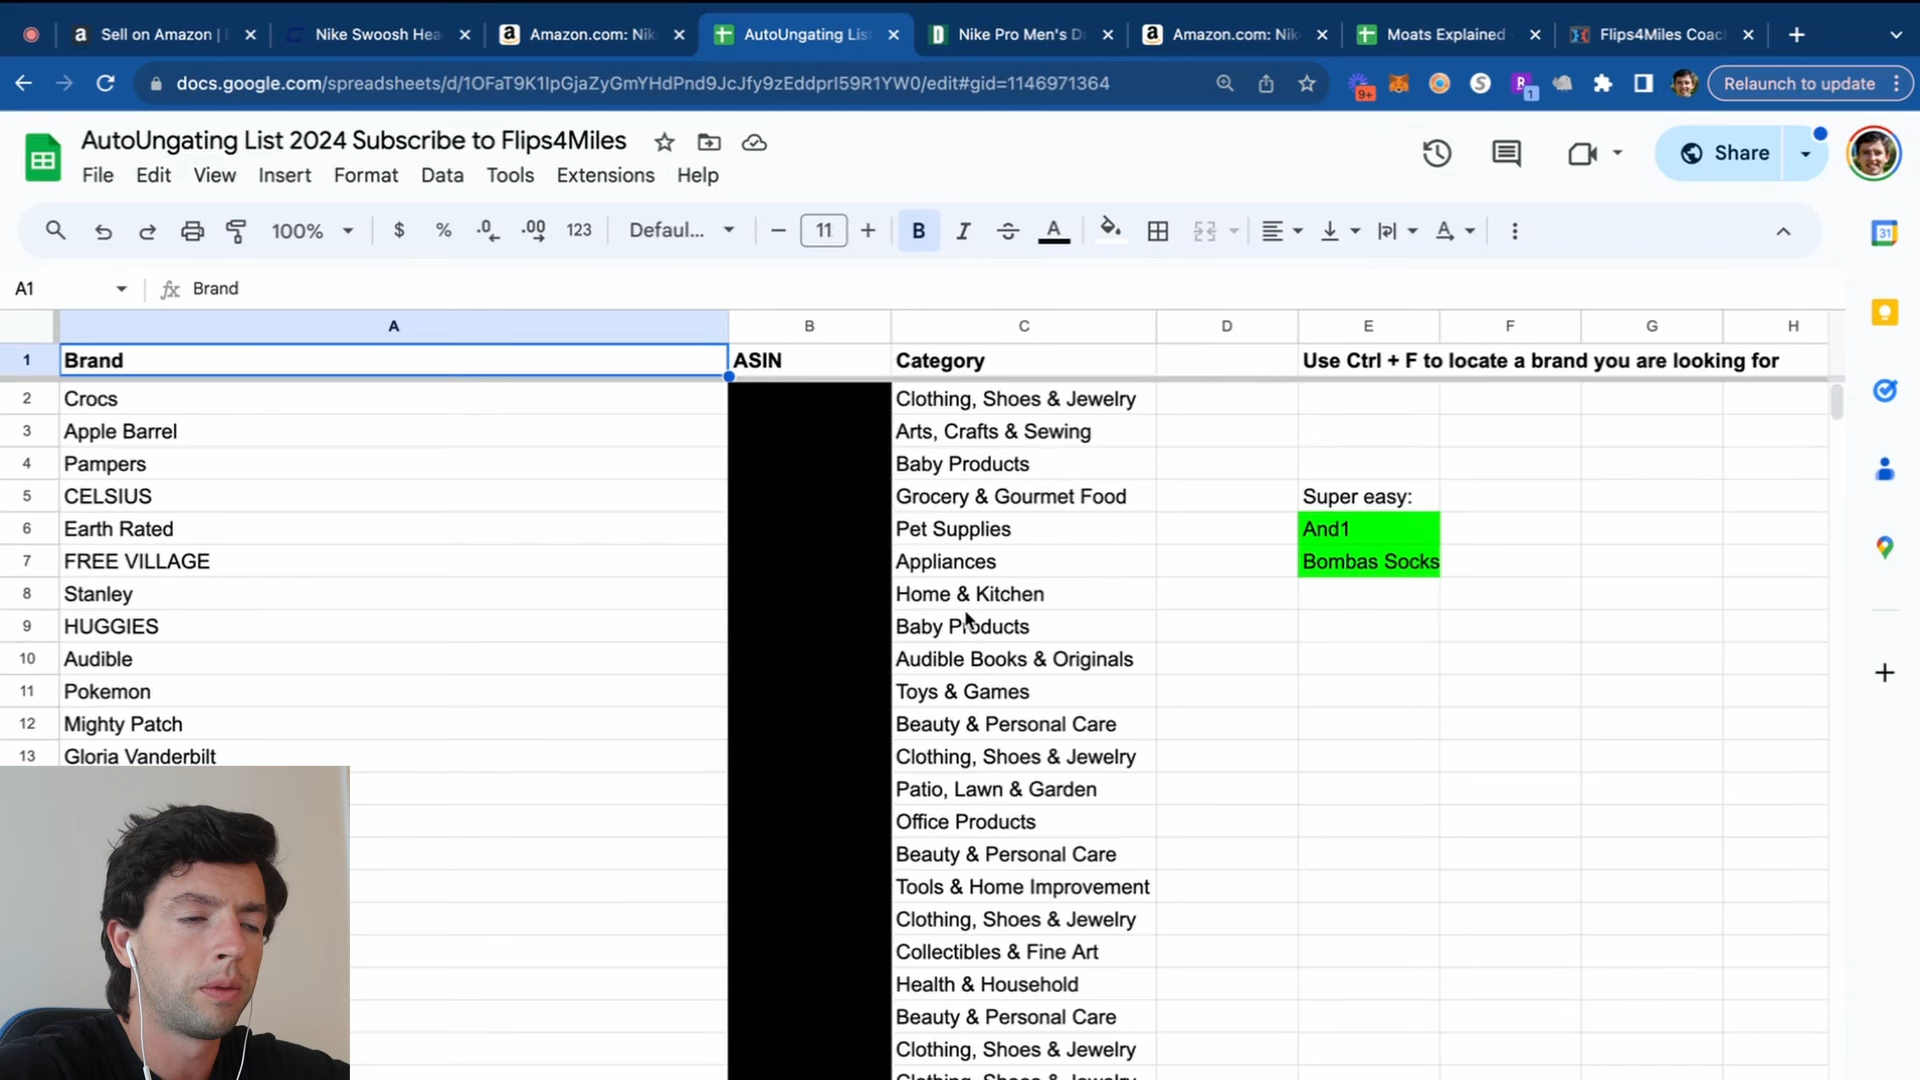 Sell on Amazon |
Nike Swoosh Hea
Amazon.com: Nik
AutoUngating List
Nike Pro Men's D
Amazon.com: Nik
Moats Explained -
Flips4Miles Coac
docs.google.com/spreadsheets/d/1OFaT9K1IpGjaZyGmYHdPnd9JcJfy9zEddprI59R1YW0/edit#gid=1146971364
9+
1
Relaunch to update
AutoUngating List 2024 Subscribe to Flips4Miles
File Edit View Insert Format Data Tools Extensions Help
Share
100% $ % .0 .00 123 Defaul... 11 B I S A
31
A1 fx Brand
A B C D E F G H
1 Brand ASIN Category Use Ctrl + F to locate a brand you are looking for
2 Crocs Clothing, Shoes & Jewelry
3 Apple Barrel Arts, Crafts & Sewing
4 Pampers Baby Products
5 CELSIUS Grocery & Gourmet Food Super easy:
6 Earth Rated Pet Supplies And1
7 FREE VILLAGE Appliances Bombas Socks
8 Stanley Home & Kitchen
9 HUGGIES Baby Products
10 Audible Audible Books & Originals
11 Pokemon Toys & Games
12 Mighty Patch Beauty & Personal Care
13 Gloria Vanderbilt Clothing, Shoes & Jewelry
Patio, Lawn & Garden
Office Products
Beauty & Personal Care
Tools & Home Improvement
Clothing, Shoes & Jewelry
Collectibles & Fine Art
Health & Household
Beauty & Personal Care
Clothing, Shoes & Jewelry